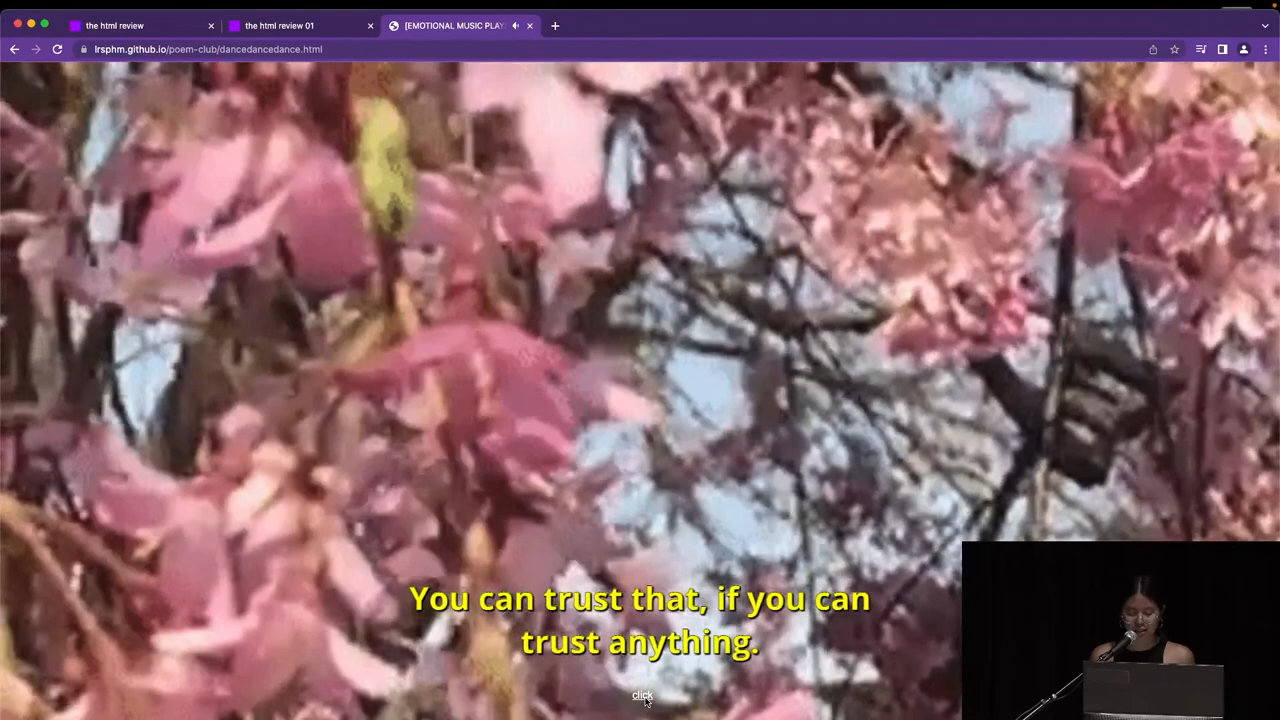 the html review
the html review 01
[EMOTIONAL MUSIC PLAY
lrsphm.github.io/poem-club/dancedancedance.html
You can trust that, if you can
trust anything.
click